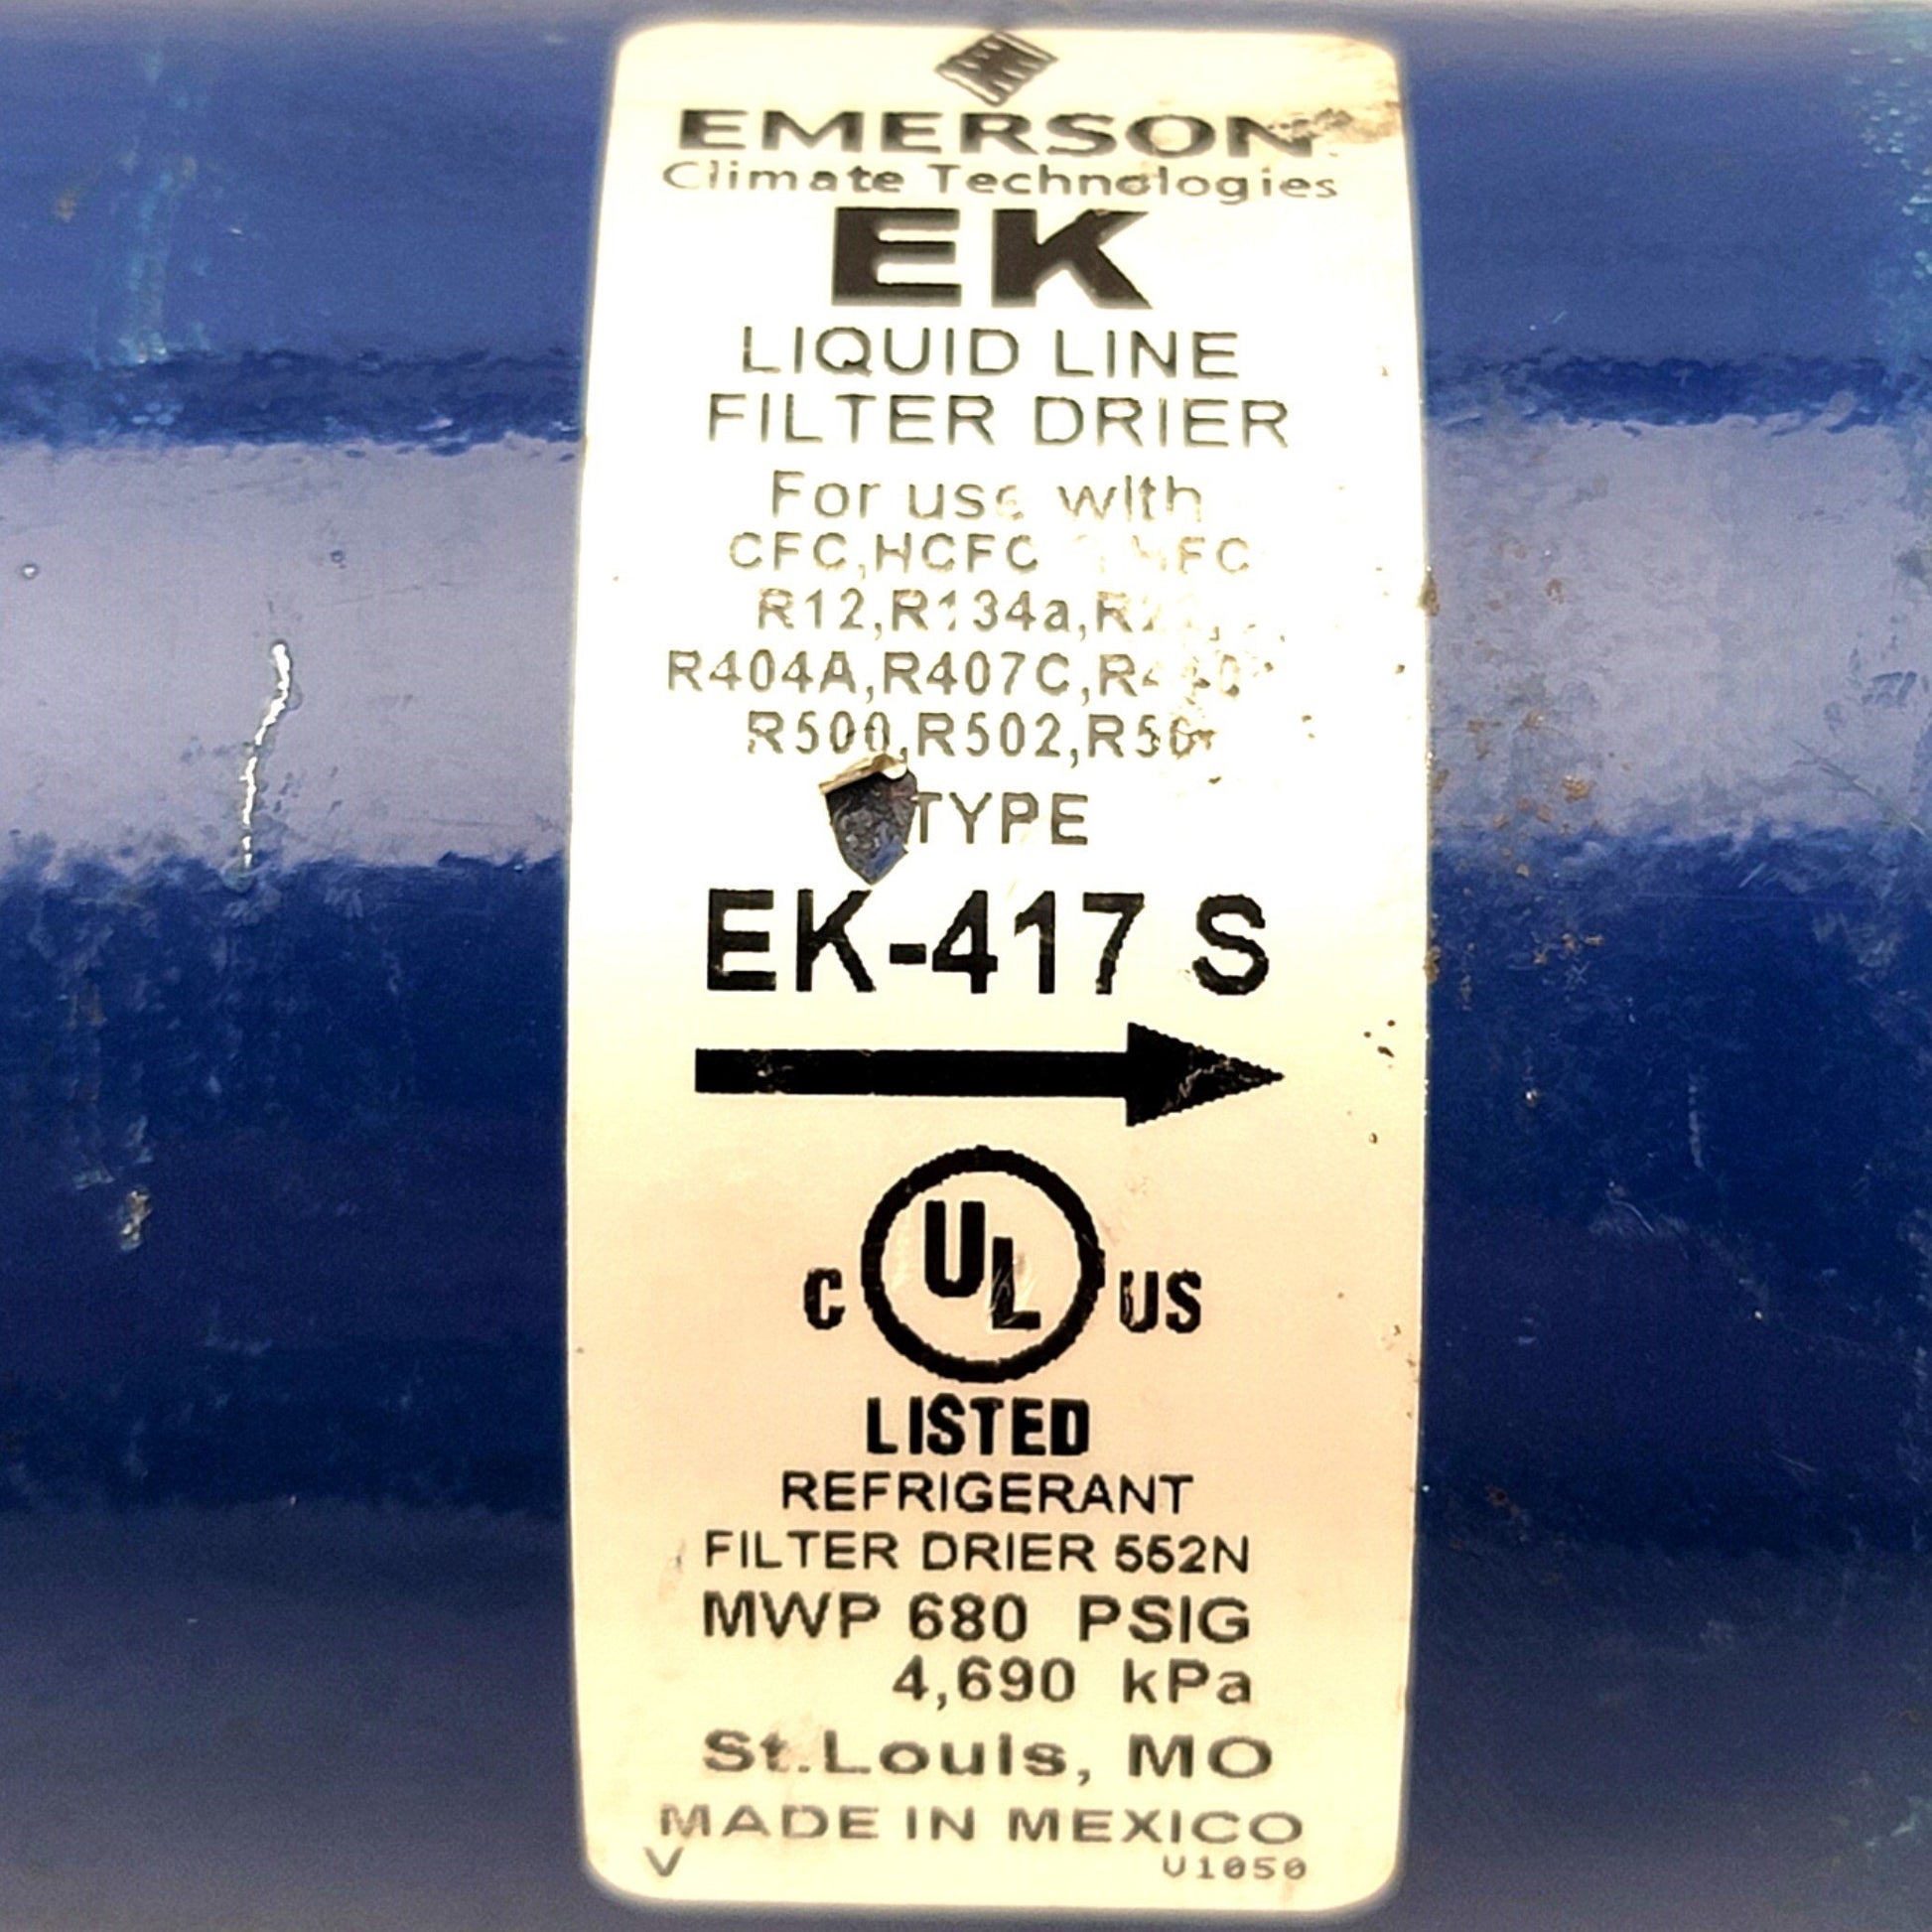 EMERSON
Climate Technologies
EK
LIQUID LINE
FILTER DRIER
For use with
CFC,HCFC
R12,R134a,
R404A,R407C,
R500,R502,
TYPE
EK-417 S
C UL US
LISTED
REFRIGERANT
FILTER DRIER 552N
MWP 680 PSIG
4,690 kPa
St.Louis, MO
MADE IN MEXICO
V V1050